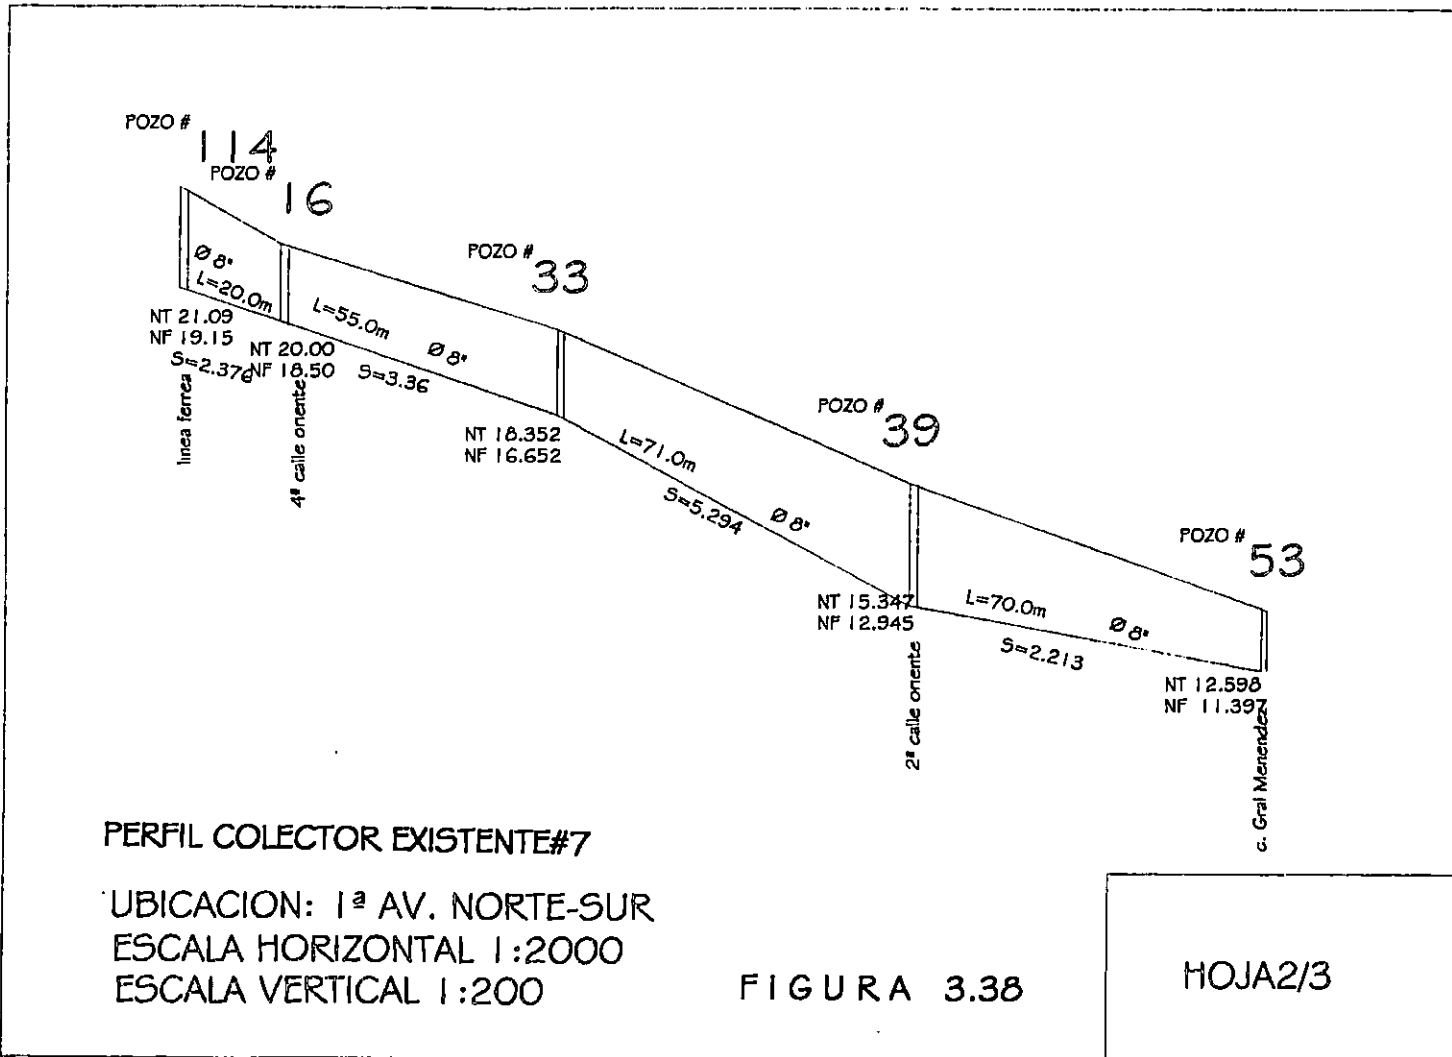 POZO # 114
POZO # 16
POZO # 33
POZO # 39
POZO # 53
Ø 8"
L=20.0m
NT 21.09
NF 19.15
S=2.376
linea ferrea
L=55.0m
Ø 8"
NT 20.00
NF 18.50
S=3.36
4ª calle oriente
NT 18.352
NF 16.652
L=71.0m
S=5.294
Ø 8"
NT 15.347
NF 12.945
2ª calle oriente
L=70.0m
Ø 8"
S=2.213
NT 12.598
NF 11.397
c. Gral Menendez
PERFIL COLECTOR EXISTENTE#7
UBICACION: 1ª AV. NORTE-SUR
ESCALA HORIZONTAL 1:2000
ESCALA VERTICAL 1:200
FIGURA 3.38
HOJA2/3